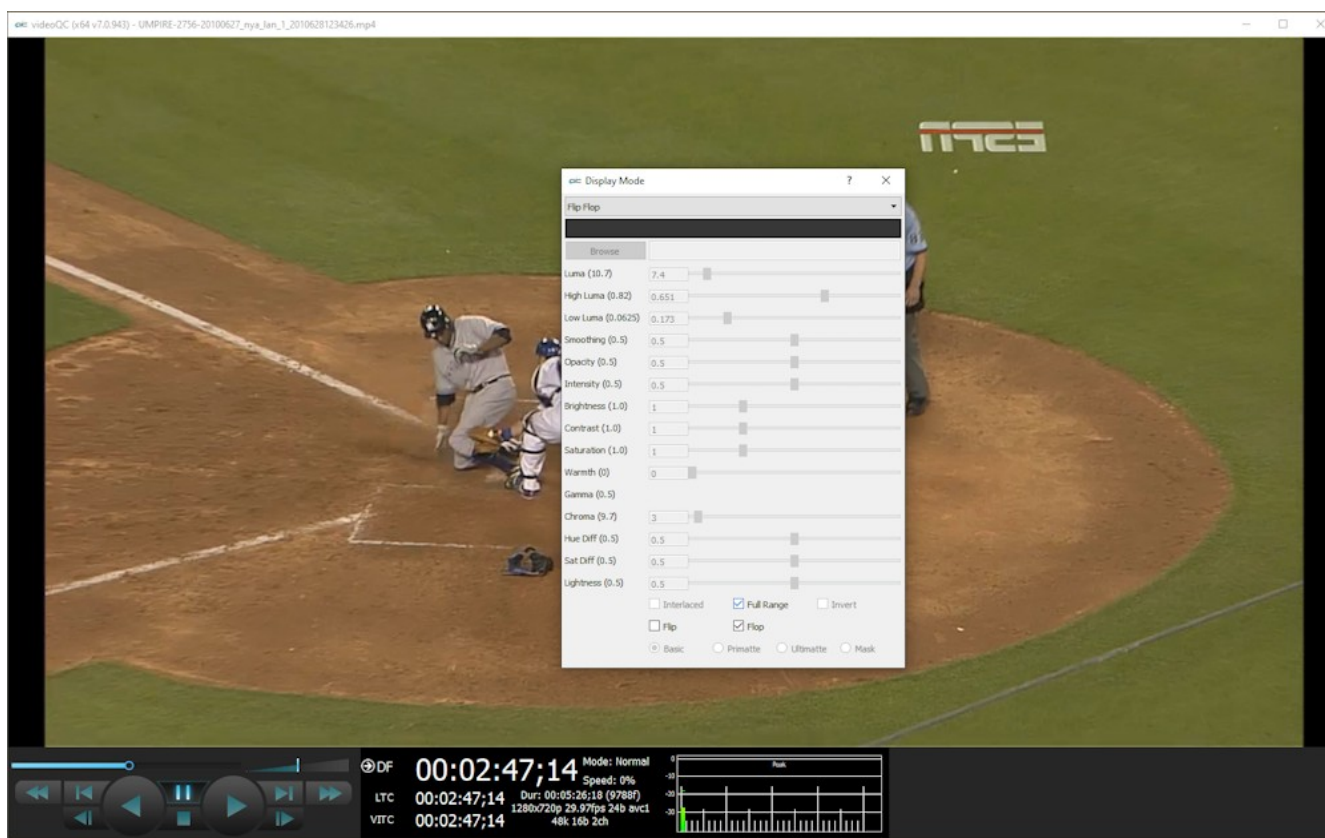 videoQC (x64 v7.0.943) - UMPIRE-2756-20100627_nya_lan_1_2010628123426.mp4
ESPN
Display Mode ?
Flip Flop
Browse
Luma (10.7) 7.4
High Luma (0.82) 0.651
Low Luma (0.0625) 0.173
Smoothing (0.5) 0.5
Opacity (0.5) 0.5
Intensity (0.5) 0.5
Brightness (1.0) 1
Contrast (1.0) 1
Saturation (1.0) 1
Warmth (0) 0
Gamma (0.5)
Chroma (9.7) 3
Hue Diff (0.5) 0.5
Sat Diff (0.5) 0.5
Lightness (0.5) 0.5
Interlaced Full Range Invert
Flip Flop
Basic Primatte Ultimatte Mask
DF 00:02:47;14 Mode: Normal
Speed: 0%
LTC 00:02:47;14 Dur: 00:05:26;18 (9788f)
1280x720p 29.97fps 24b avc1
VITC 00:02:47;14 48k 16b 2ch
Peak
0
-10
-20
-30